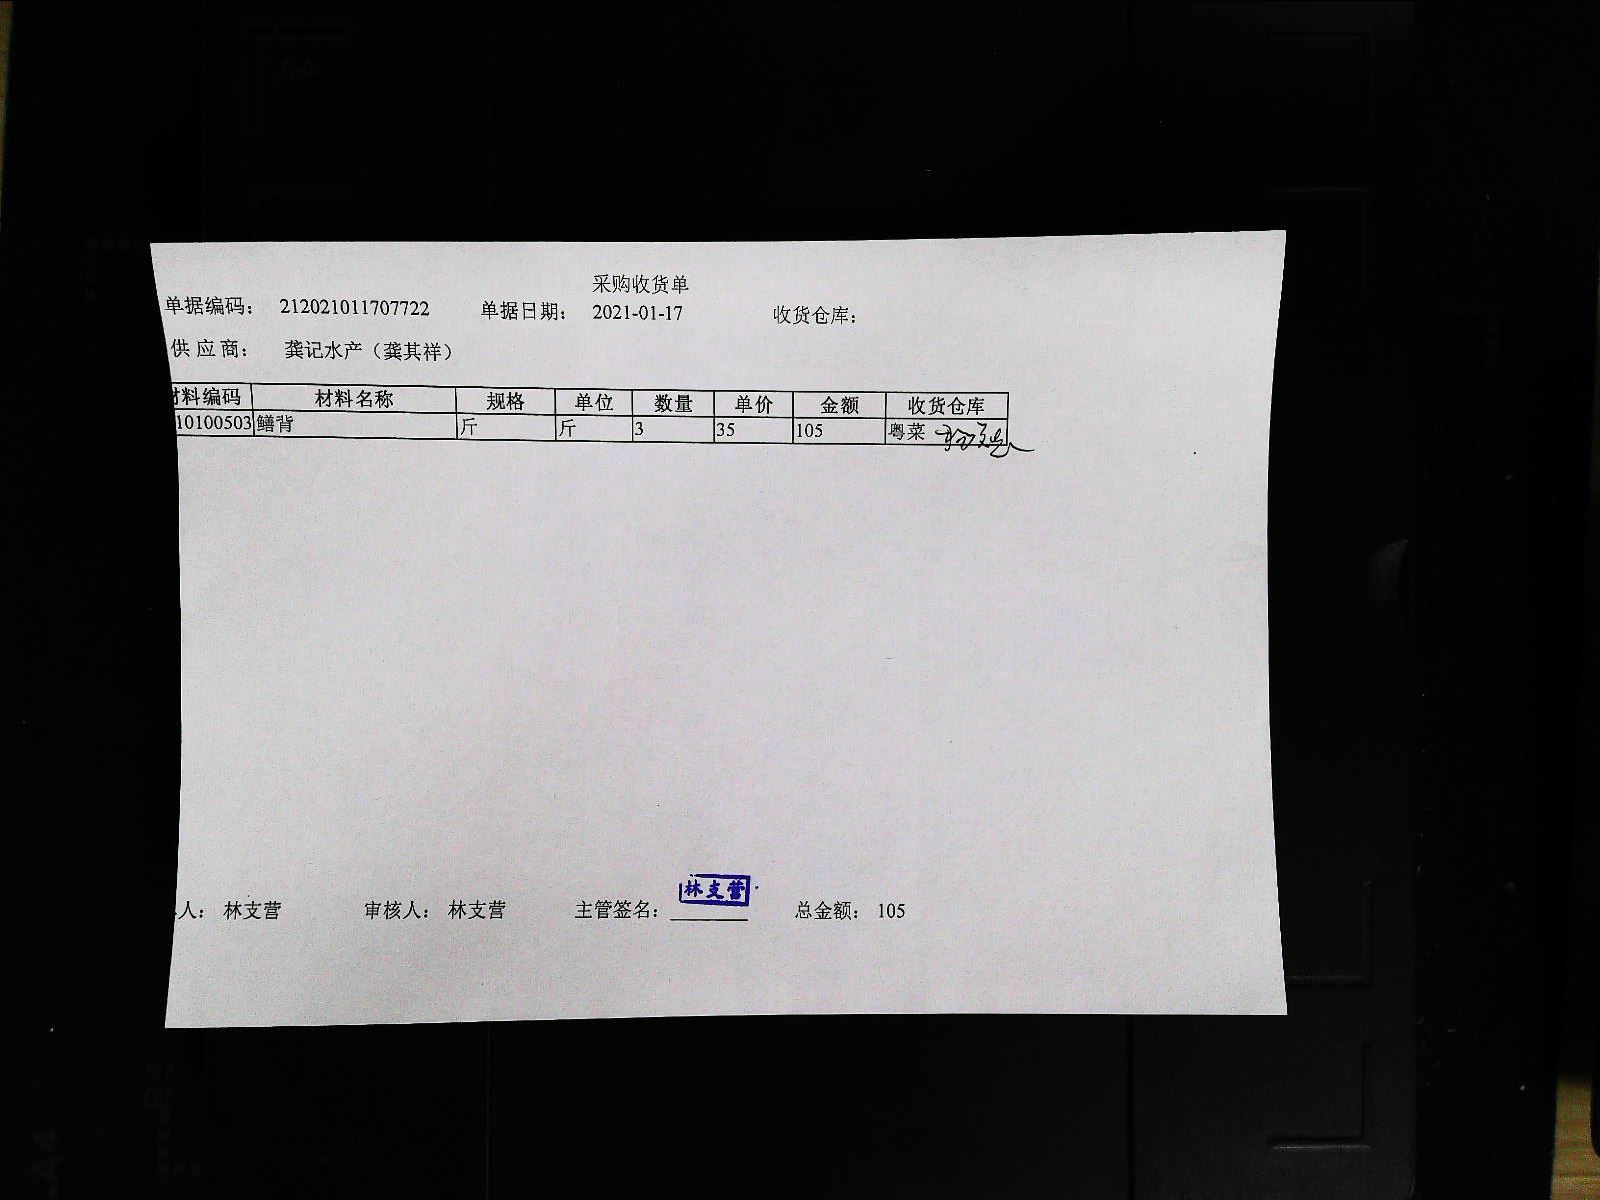 采购收货单
单据编码： 212021011707722 单据日期： 2021-01-17 收货仓库：
供 应 商： 龚记水产（龚其祥）
材料编码 材料名称 规格 单位 数量 单价 金额 收货仓库
10100503 鳝背 斤 斤 3 35 105 粤菜
林支营
人： 林支营 审核人： 林支营 主管签名： 总金额： 105